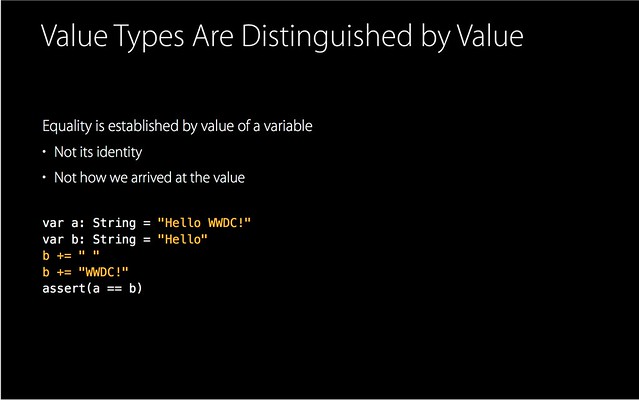 Value Types Are Distinguished by Value
Equality is established by value of a variable
• Not its identity
• Not how we arrived at the value
var a: String = "Hello WWDC!"
var b: String = "Hello"
b += " "
b += "WWDC!"
assert(a == b)